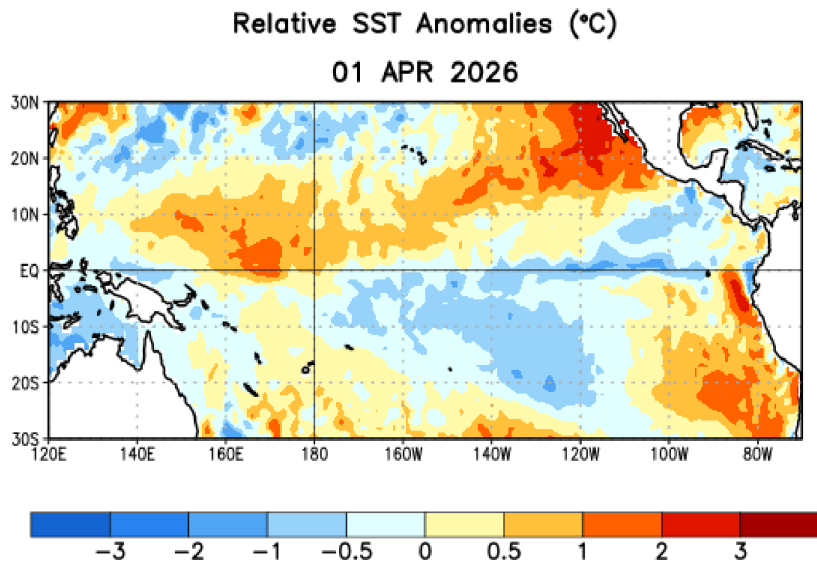 Relative SST Anomalies (°C)
01 APR 2026
30N
20N
10N
EQ
10S
20S
30S
120E 140E 160E 180 160W 140W 120W 100W 80W
−3 −2 −1 −0.5 0 0.5 1 2 3